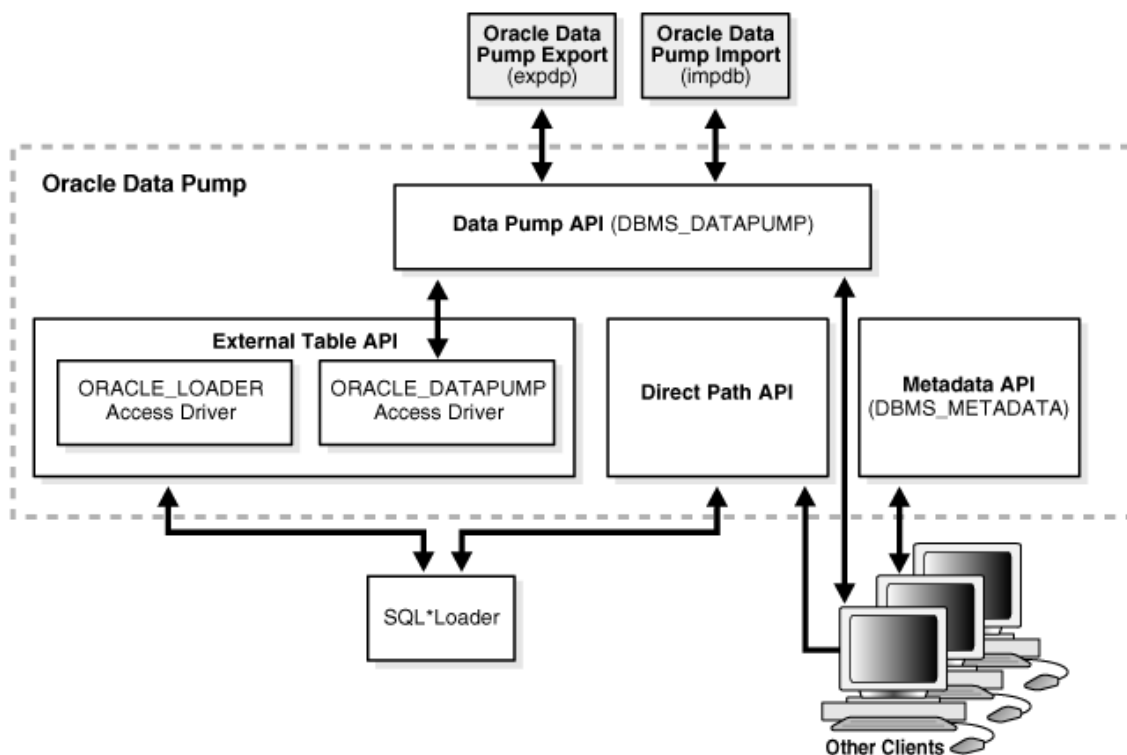 Oracle Data
Pump Export
(expdp)
Oracle Data
Pump Import
(impdb)
Oracle Data Pump
Data Pump API (DBMS_DATAPUMP)
External Table API
ORACLE_LOADER
Access Driver
ORACLE_DATAPUMP
Access Driver
Direct Path API
Metadata API
(DBMS_METADATA)
SQL*Loader
Other Clients